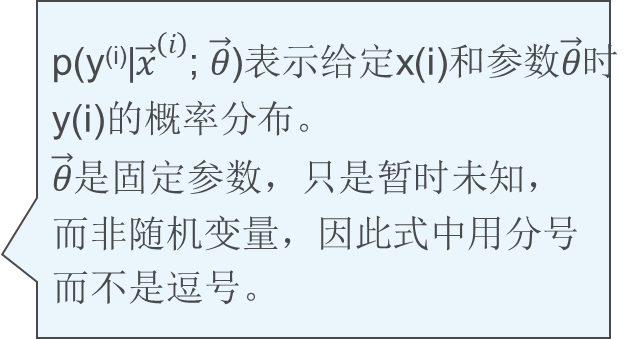 p(y⁽ⁱ⁾|x⃗⁽ⁱ⁾; θ⃗)表示给定x(i)和参数θ⃗时
y(i)的概率分布。
θ⃗是固定参数，只是暂时未知，
而非随机变量，因此式中用分号
而不是逗号。